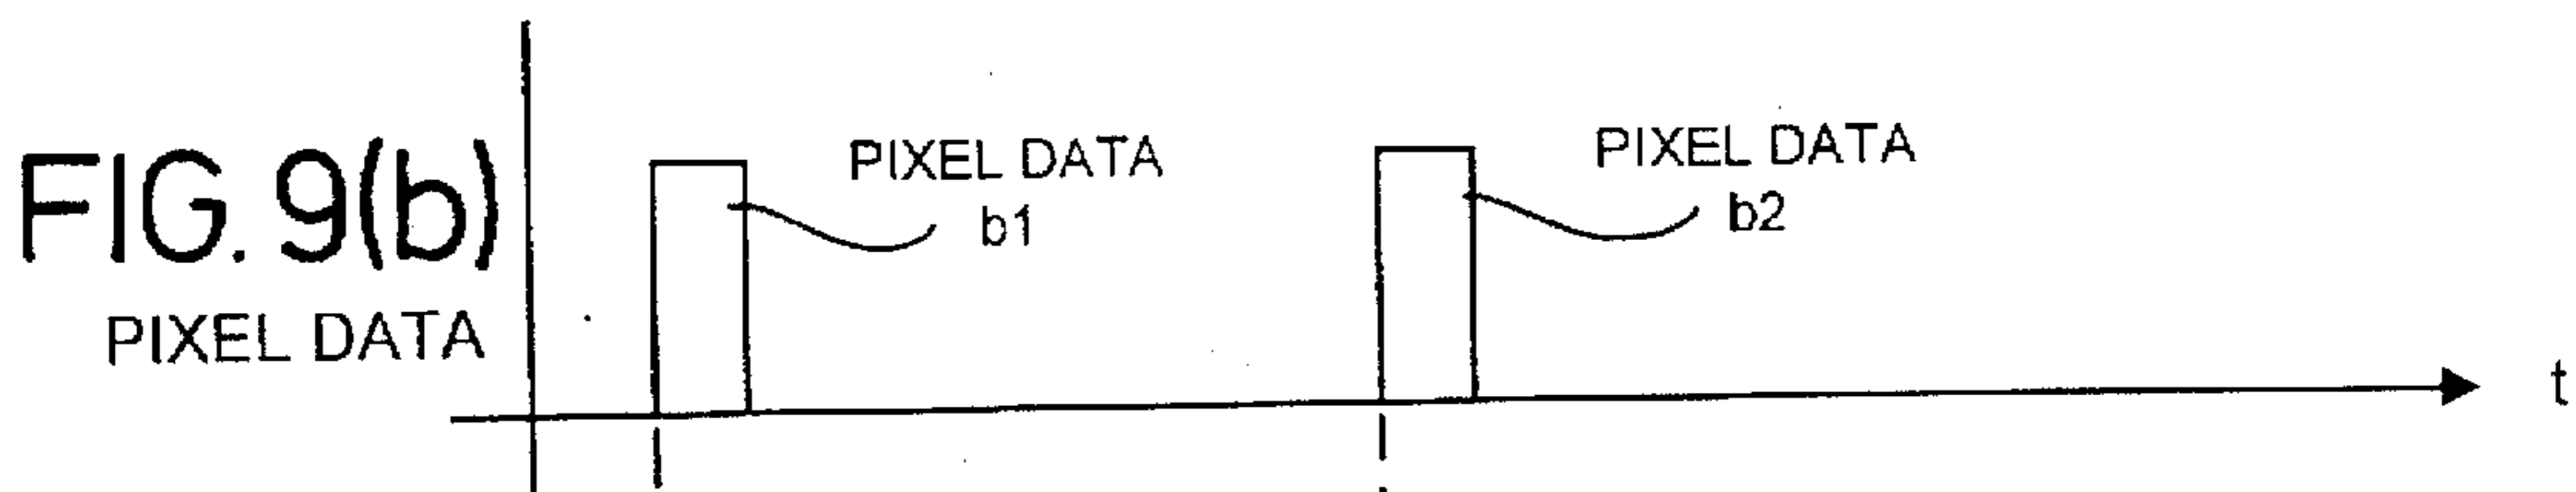 FIG. 9(b)
PIXEL DATA
PIXEL DATA
b1
PIXEL DATA
b2
t